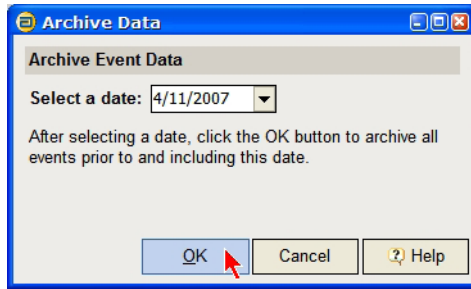 Archive Data
Archive Event Data
Select a date: 4/11/2007
After selecting a date, click the OK button to archive all
events prior to and including this date.
OK Cancel Help